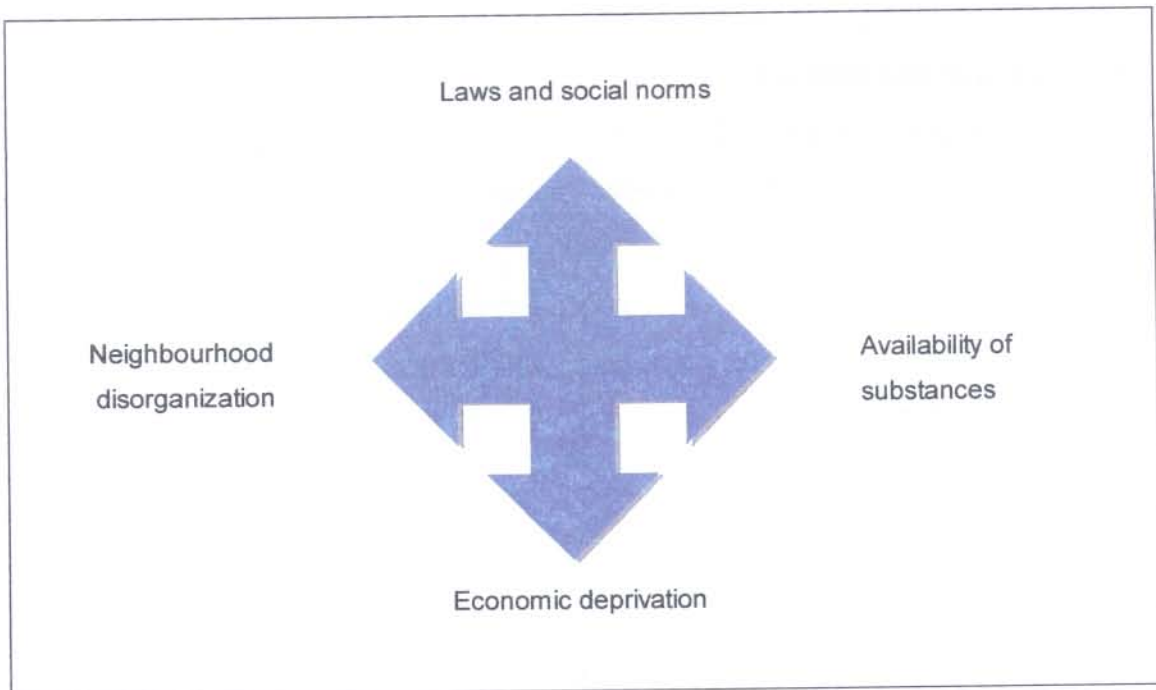 Laws and social norms
Neighbourhood
disorganization
Availability of
substances
Economic deprivation